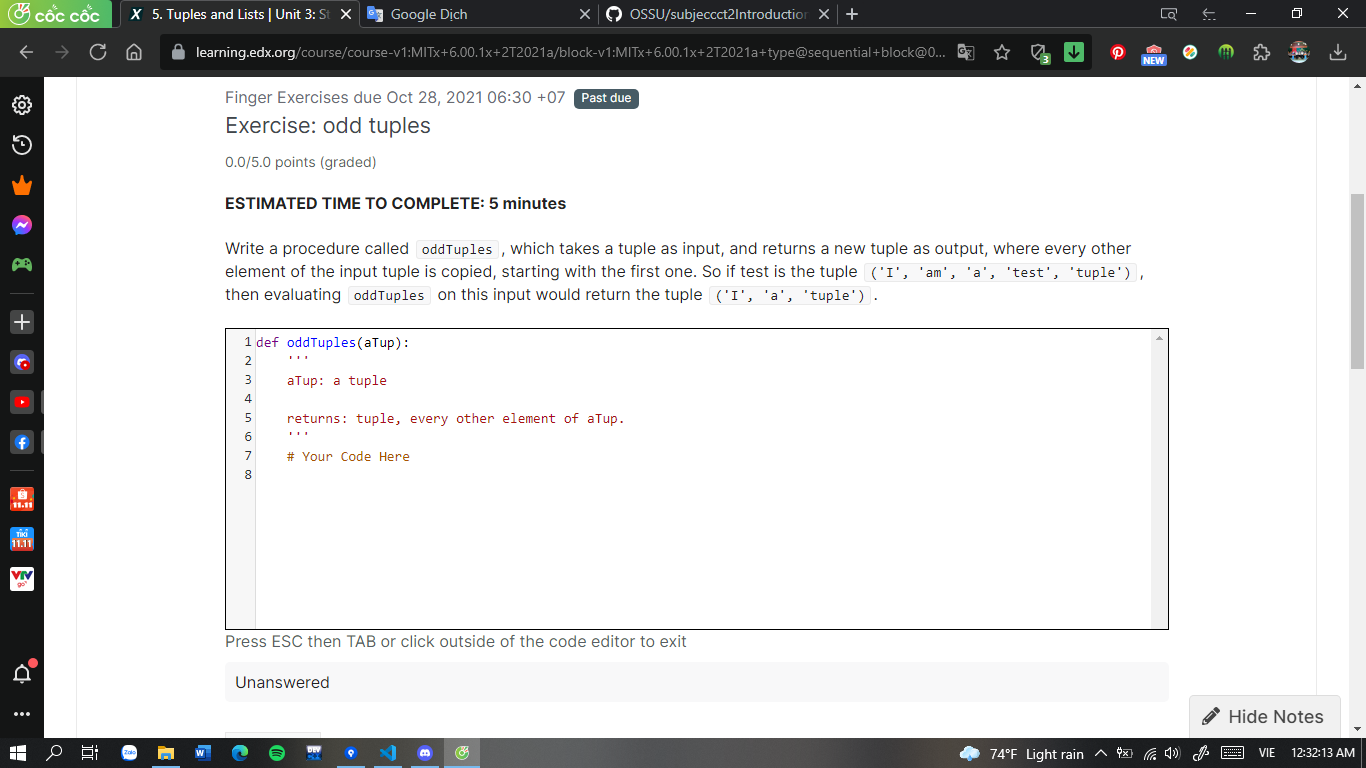 cốc cốc
5. Tuples and Lists | Unit 3: St
Google Dịch
OSSU/subjeccct2Introduction
learning.edx.org/course/course-v1:MITx+6.00.1x+2T2021a/block-v1:MITx+6.00.1x+2T2021a+type@sequential+block@0...
3
NEW
Finger Exercises due Oct 28, 2021 06:30 +07 Past due
Exercise: odd tuples
0.0/5.0 points (graded)
ESTIMATED TIME TO COMPLETE: 5 minutes
Write a procedure called oddTuples, which takes a tuple as input, and returns a new tuple as output, where every other
element of the input tuple is copied, starting with the first one. So if test is the tuple ('I', 'am', 'a', 'test', 'tuple'),
then evaluating oddTuples on this input would return the tuple ('I', 'a', 'tuple').
1 def oddTuples(aTup):
2 '''
3 aTup: a tuple
4
5 returns: tuple, every other element of aTup.
6 '''
7 # Your Code Here
8
Press ESC then TAB or click outside of the code editor to exit
Unanswered
Hide Notes
11.11
TIKI
11.11
VTV
go
Zalo
74°F Light rain
VIE
12:32:13 AM